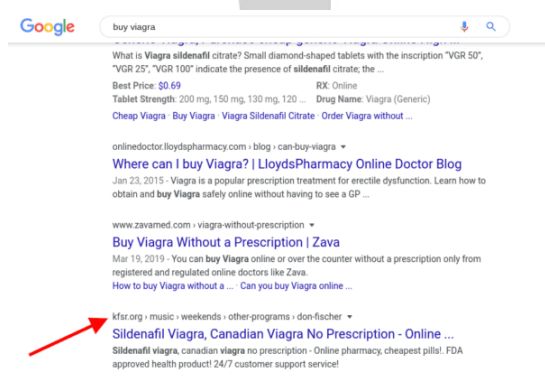 Google
buy viagra
What is Viagra sildenafil citrate? Small diamond-shaped tablets with the inscription “VGR 50”,
“VGR 25”, “VGR 100” indicate the presence of sildenafil citrate; the ...
Best Price: $0.69 RX: Online
Tablet Strength: 200 mg, 150 mg, 130 mg, 120 ... Drug Name: Viagra (Generic)
Cheap Viagra · Buy Viagra · Viagra Sildenafil Citrate · Order Viagra without ...
onlinedoctor.lloydspharmacy.com › blog › can-buy-viagra
Where can I buy Viagra? | LloydsPharmacy Online Doctor Blog
Jan 23, 2015 - Viagra is a popular prescription treatment for erectile dysfunction. Learn how to
obtain and buy Viagra safely online without having to see a GP ...
www.zavamed.com › viagra-without-prescription
Buy Viagra Without a Prescription | Zava
Mar 19, 2019 - You can buy Viagra online or over the counter without a prescription only from
registered and regulated online doctors like Zava.
How to buy Viagra without a ... · Can you buy Viagra online ...
kfsr.org › music › weekends › other-programs › don-fischer
Sildenafil Viagra, Canadian Viagra No Prescription - Online ...
Sildenafil viagra, canadian viagra no prescription - Online pharmacy, cheapest pills!. FDA
approved health product! 24/7 customer support service!